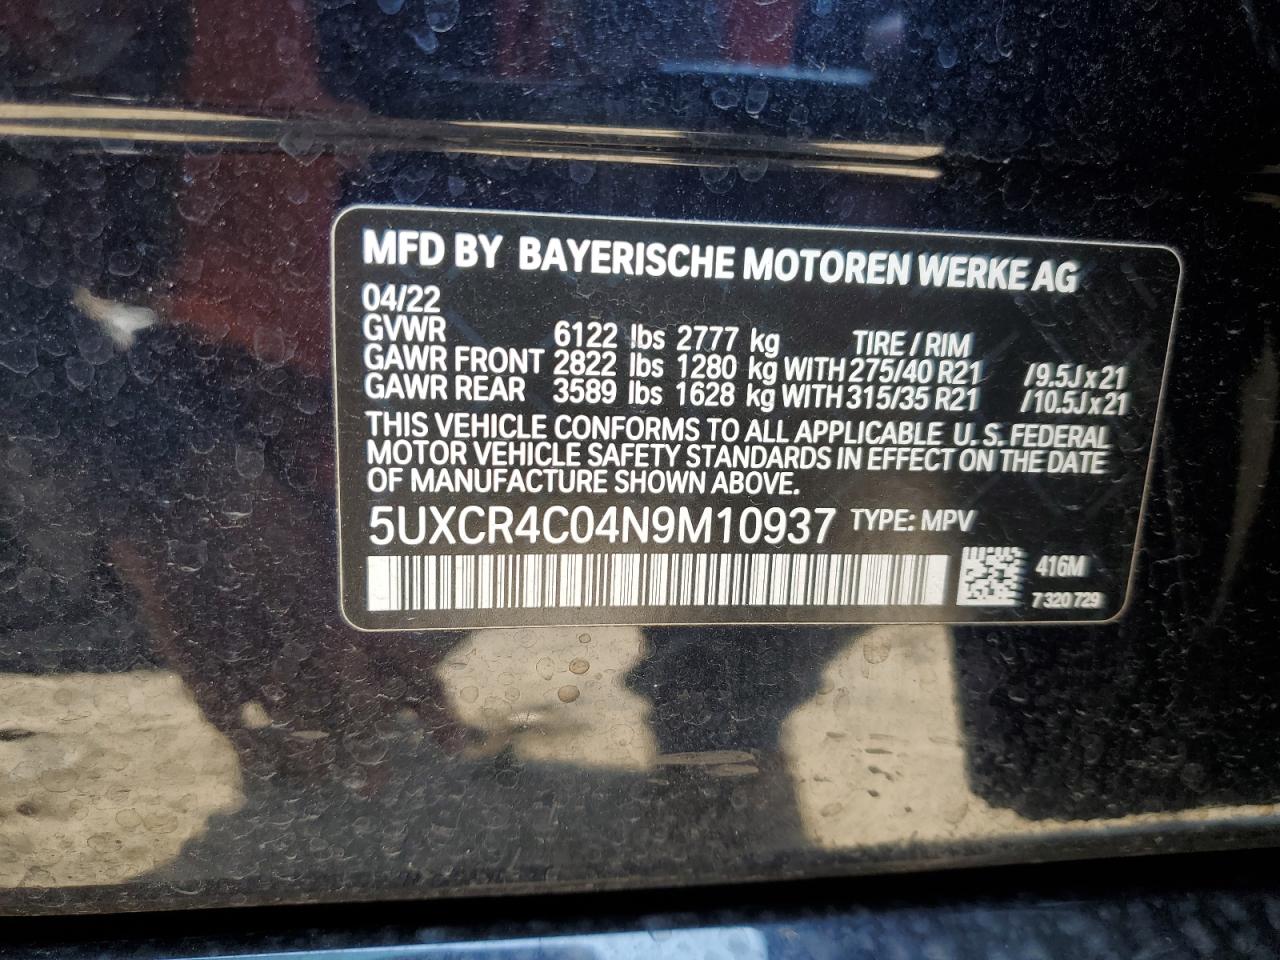 MFD BY BAYERISCHE MOTOREN WERKE AG
04/22
GVWR 6122 lbs 2777 kg TIRE / RIM
GAWR FRONT 2822 lbs 1280 kg WITH 275/40 R21 /9.5J x 21
GAWR REAR 3589 lbs 1628 kg WITH 315/35 R21 /10.5J x 21
THIS VEHICLE CONFORMS TO ALL APPLICABLE U. S. FEDERAL
MOTOR VEHICLE SAFETY STANDARDS IN EFFECT ON THE DATE
OF MANUFACTURE SHOWN ABOVE.
5UXCR4C04N9M10937 TYPE: MPV
416M
7 320 729